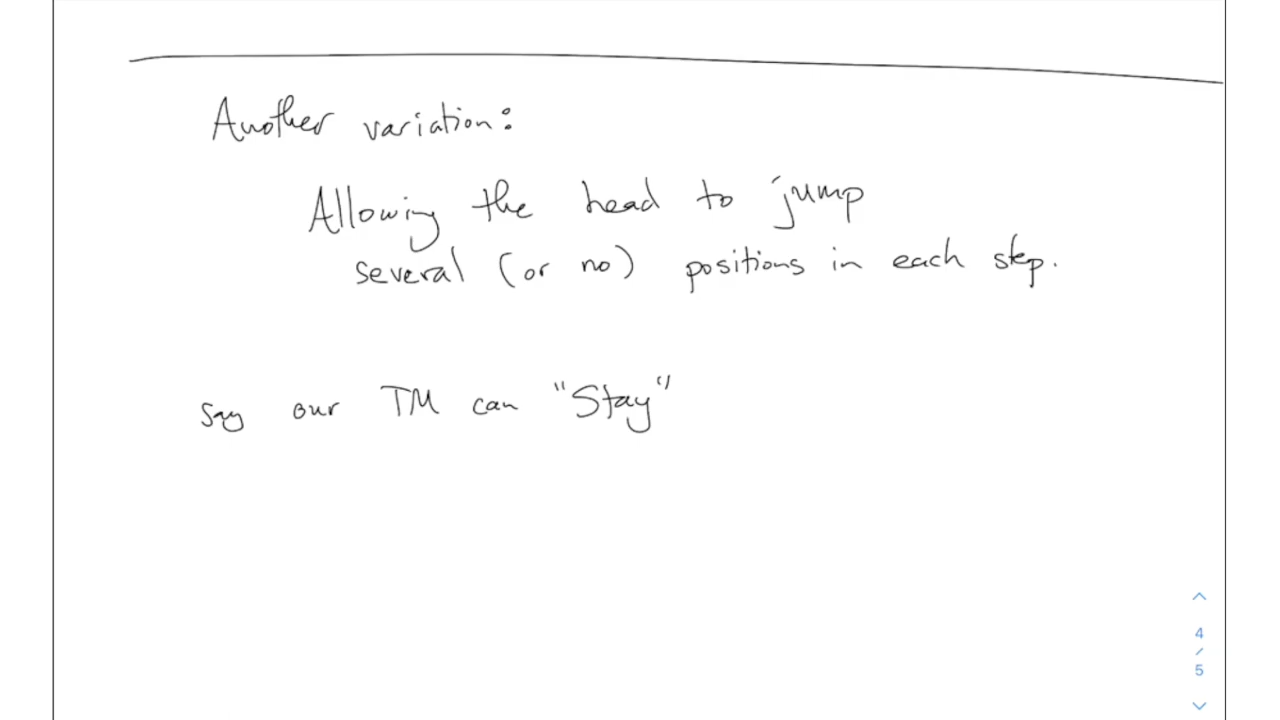 Another variation:
Allowing the head to jump
several (or no) positions in each step.
Say our TM can "Stay"
4
/
5